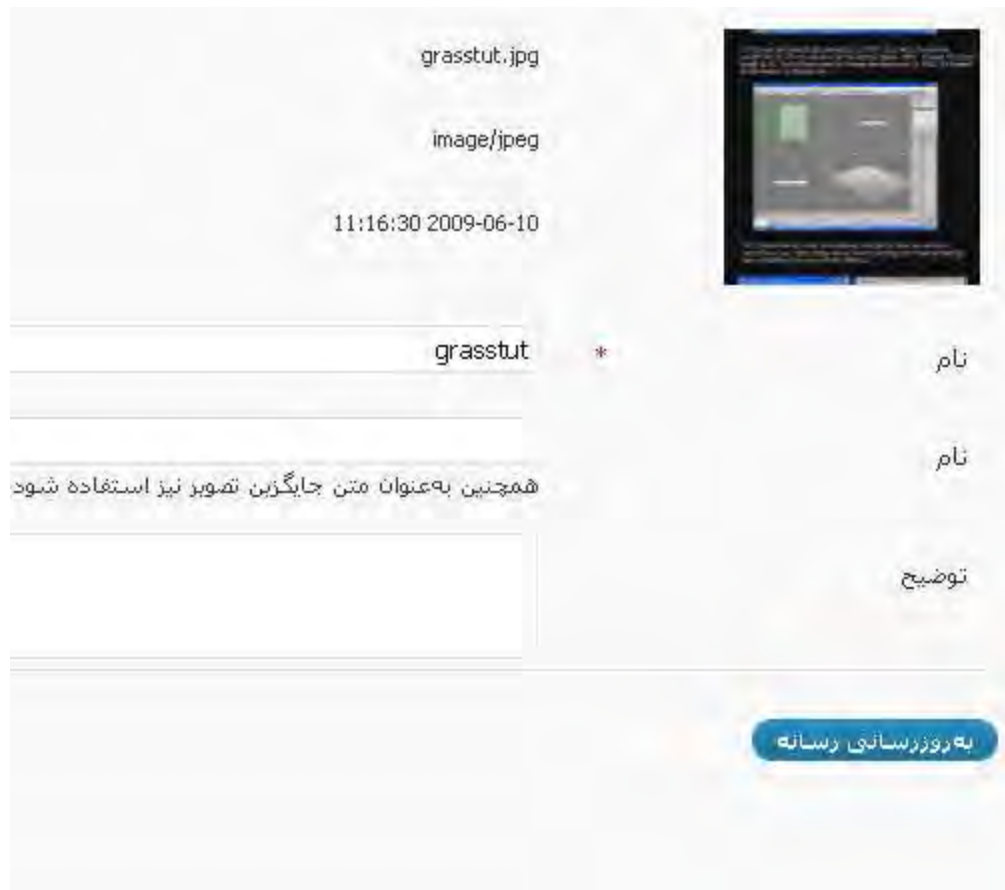 grasstut.jpg
image/jpeg
11:16:30 2009-06-10
نام * grasstut
نام
همچنین به‌عنوان متن جایگزین تصویر نیز استفاده شود
توضیح
به‌روزرسانی رسانه